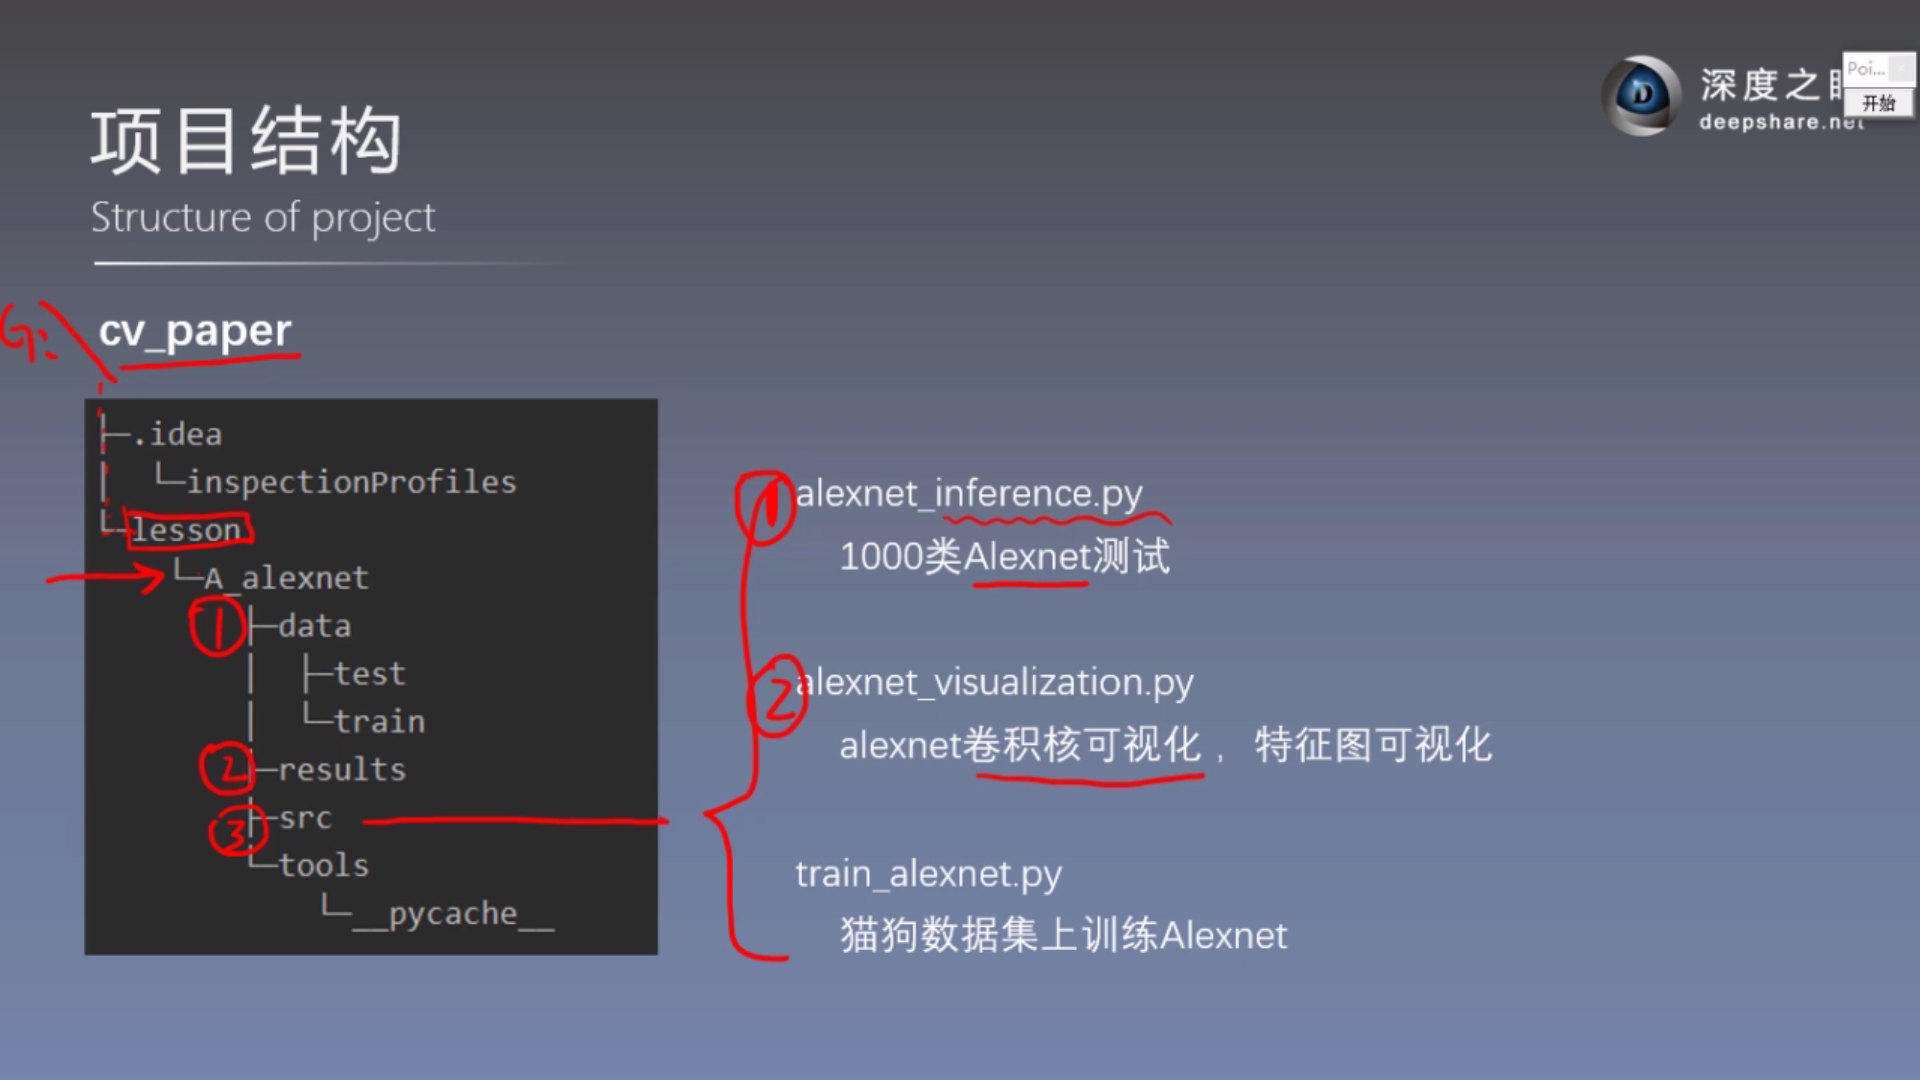 项目结构
Structure of project
深度之
deepshare.net
Poi...
开始
G:
cv_paper
├─.idea
│  └─inspectionProfiles
└─lesson
└─A_alexnet
① ├─data
│  ├─test
│  └─train
② ├─results
③ ├─src
└─tools
└─__pycache__
① alexnet_inference.py
1000类Alexnet测试
② alexnet_visualization.py
alexnet卷积核可视化，特征图可视化
train_alexnet.py
猫狗数据集上训练Alexnet